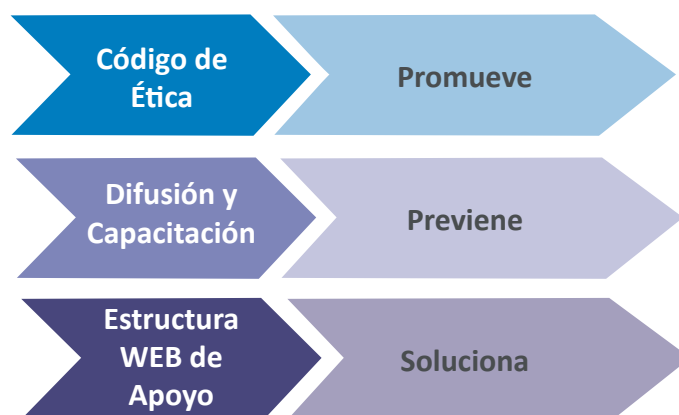 Código de
Ética
Promueve
Difusión y
Capacitación
Previene
Estructura
WEB de
Apoyo
Soluciona